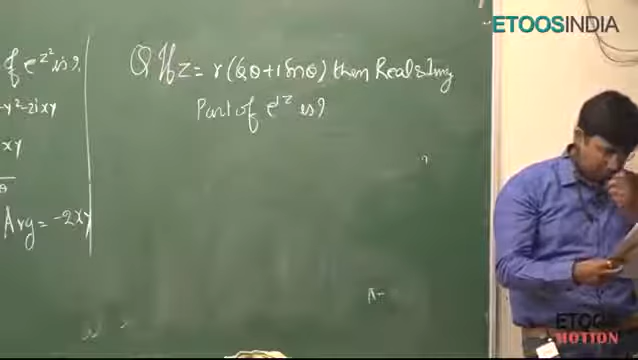 ETOOSINDIA
of e^{z²} is ?
-y²-2ixy
xy
θ
Arg = -2xy
Q If z = r(Cosθ + i Sinθ) then Real & Img
Part of e^{iz} is ?
ETOOS
MOTION